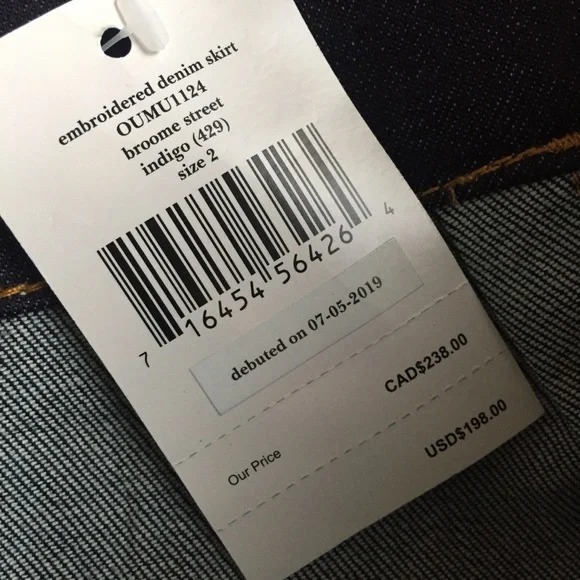 embroidered denim skirt
OUMU1124
broome street
indigo (429)
size 2
7 16454 56426 4
debuted on 07-05-2019
CAD$238.00
Our Price USD$198.00